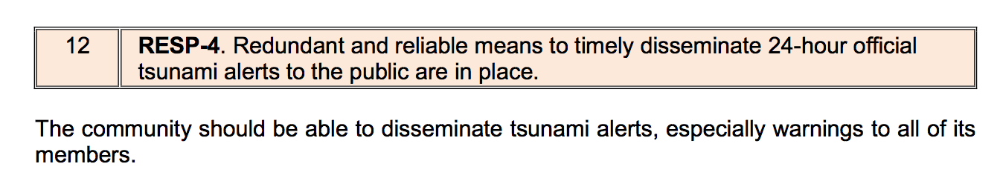 12 RESP-4. Redundant and reliable means to timely disseminate 24-hour official
tsunami alerts to the public are in place.
The community should be able to disseminate tsunami alerts, especially warnings to all of its
members.